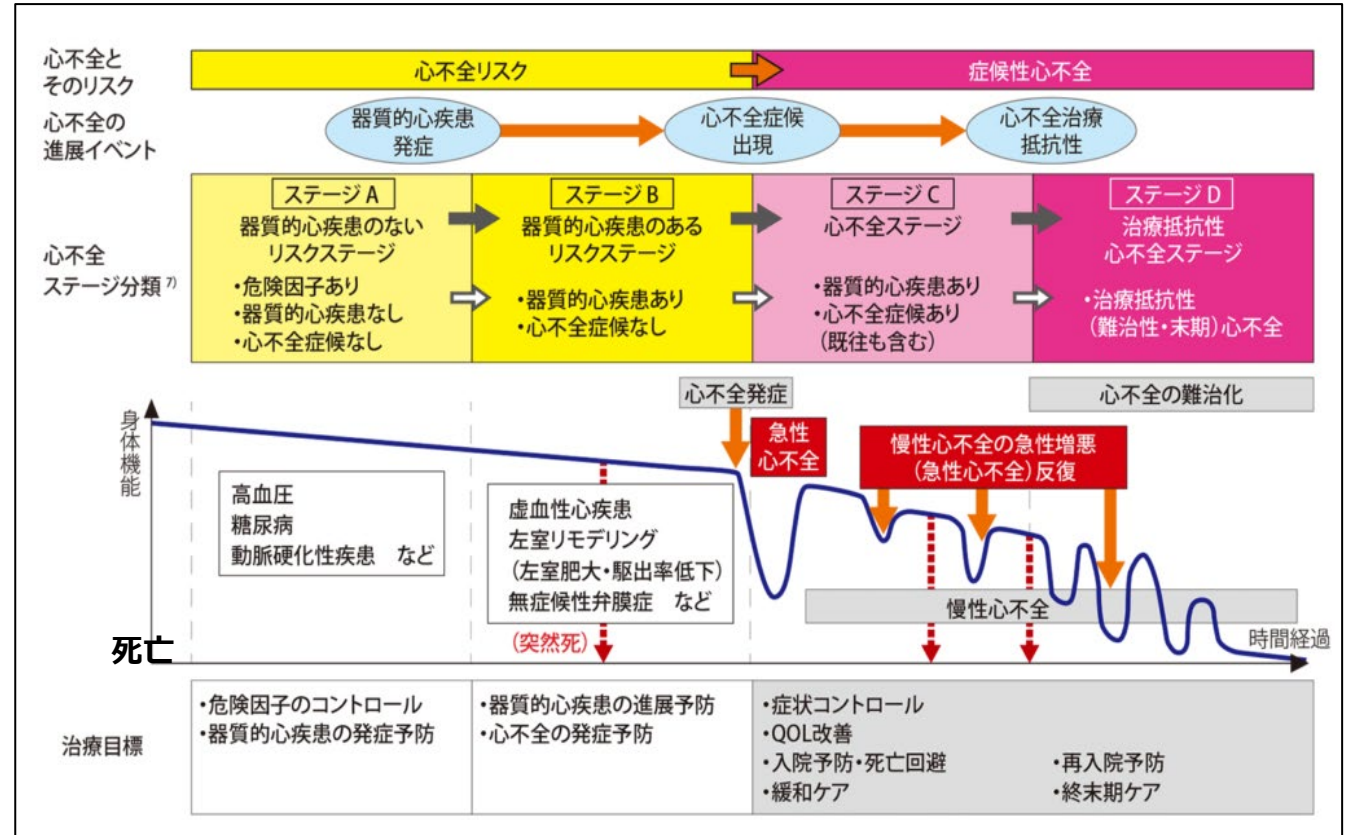 心不全と
そのリスク
心不全リスク
症候性心不全
心不全の
進展イベント
器質的心疾患
発症
心不全症候
出現
心不全治療
抵抗性
心不全
ステージ分類 7)
ステージ A
器質的心疾患のない
リスクステージ
・危険因子あり
・器質的心疾患なし
・心不全症候なし
ステージ B
器質的心疾患のある
リスクステージ
・器質的心疾患あり
・心不全症候なし
ステージ C
心不全ステージ
・器質的心疾患あり
・心不全症候あり
(既往も含む)
ステージ D
治療抵抗性
心不全ステージ
・治療抵抗性
(難治性・末期)心不全
心不全発症
心不全の難治化
身体機能
急性
心不全
慢性心不全の急性増悪
(急性心不全)反復
高血圧
糖尿病
動脈硬化性疾患 など
虚血性心疾患
左室リモデリング
(左室肥大・駆出率低下)
無症候性弁膜症 など
慢性心不全
(突然死)
死亡
時間経過
治療目標
・危険因子のコントロール
・器質的心疾患の発症予防
・器質的心疾患の進展予防
・心不全の発症予防
・症状コントロール
・QOL改善
・入院予防・死亡回避
・緩和ケア
・再入院予防
・終末期ケア